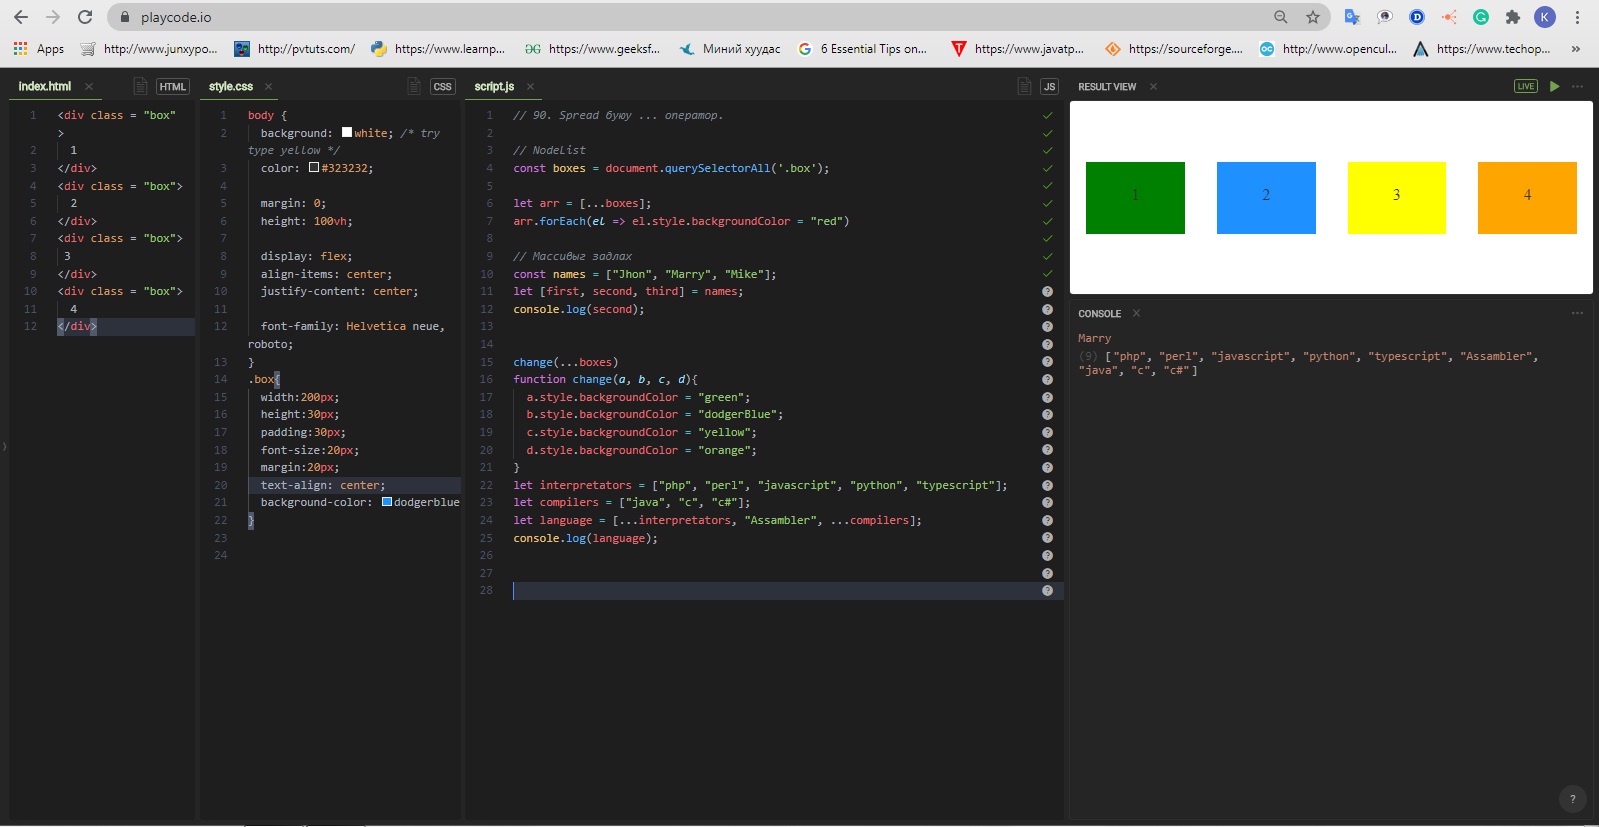 playcode.io
K
Apps
http://www.junxypo...
http://pvtuts.com/
https://www.learnp...
https://www.geeksf...
Миний хуудас
6 Essential Tips on...
https://www.javatp...
https://sourceforge....
http://www.opencul...
https://www.techop...
»
index.html
HTML
1 <div class = "box"
>
2 1
3 </div>
4 <div class = "box">
5 2
6 </div>
7 <div class = "box">
8 3
9 </div>
10 <div class = "box">
11 4
12 </div>
style.css
CSS
1 body {
2 background: white; /* try
type yellow */
3 color: #323232;
4
5 margin: 0;
6 height: 100vh;
7
8 display: flex;
9 align-items: center;
10 justify-content: center;
11
12 font-family: Helvetica neue,
roboto;
13 }
14 .box{
15 width:200px;
16 height:30px;
17 padding:30px;
18 font-size:20px;
19 margin:20px;
20 text-align: center;
21 background-color: dodgerblue
22 }
23
24
script.js
JS
1 // 90. Spread буюу ... оператор.
2
3 // NodeList
4 const boxes = document.querySelectorAll('.box');
5
6 let arr = [...boxes];
7 arr.forEach(el => el.style.backgroundColor = "red")
8
9 // Массивыг задлах
10 const names = ["Jhon", "Marry", "Mike"];
11 let [first, second, third] = names;
12 console.log(second);
13
14
15 change(...boxes)
16 function change(a, b, c, d){
17 a.style.backgroundColor = "green";
18 b.style.backgroundColor = "dodgerBlue";
19 c.style.backgroundColor = "yellow";
20 d.style.backgroundColor = "orange";
21 }
22 let interpretators = ["php", "perl", "javascript", "python", "typescript"];
23 let compilers = ["java", "c", "c#"];
24 let language = [...interpretators, "Assambler", ...compilers];
25 console.log(language);
26
27
28
RESULT VIEW
LIVE
1
2
3
4
CONSOLE
Marry
(9) ["php", "perl", "javascript", "python", "typescript", "Assambler",
"java", "c", "c#"]
?